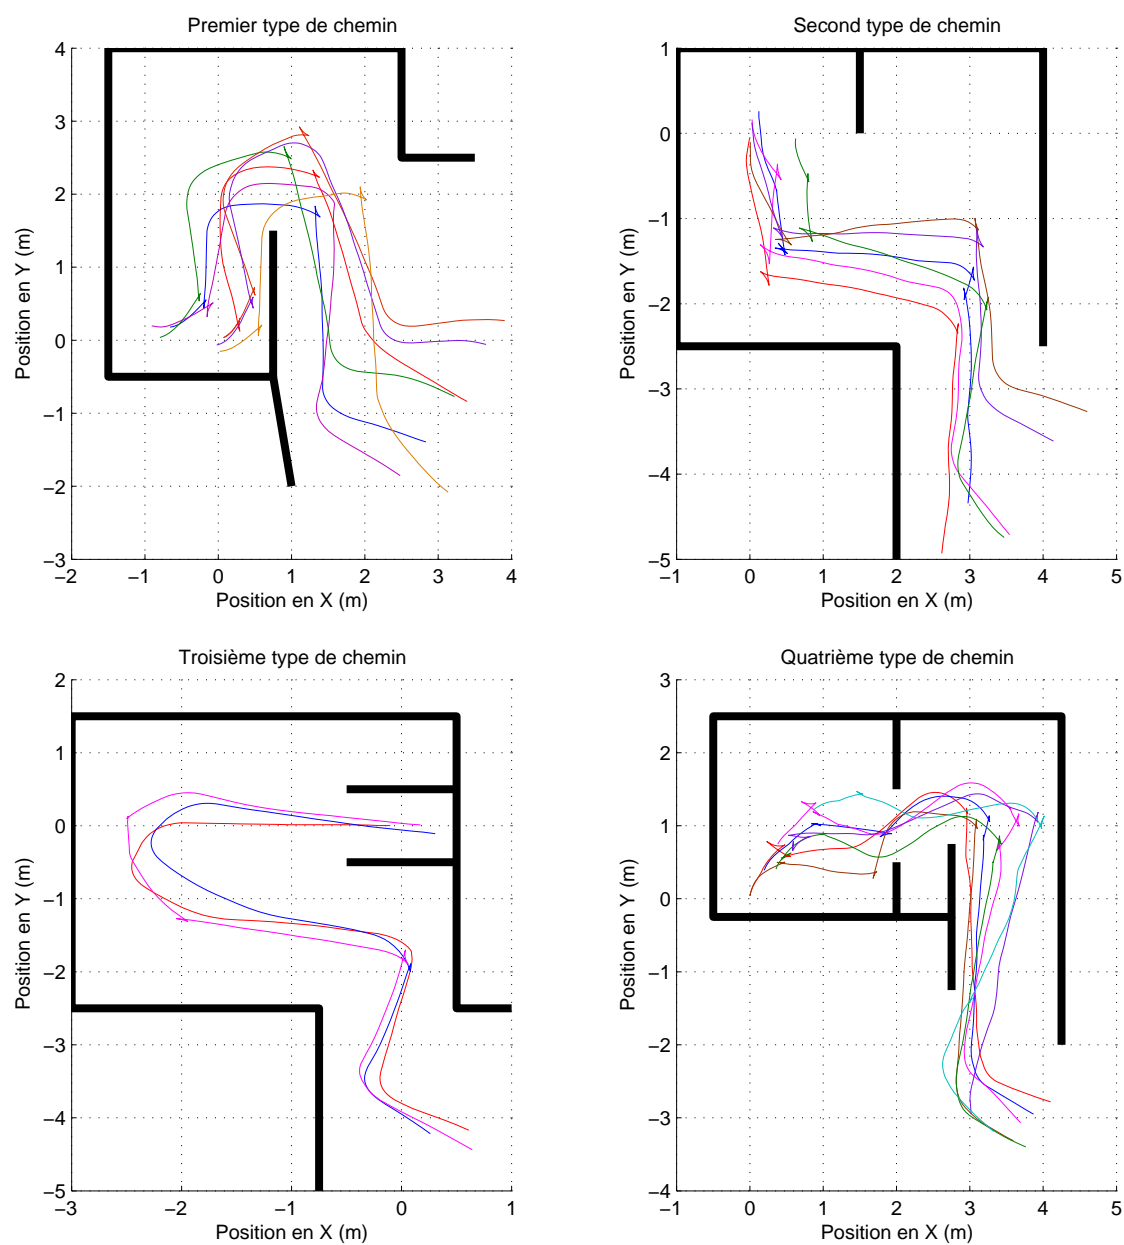 Premier type de chemin
4
3
2
1
0
−1
−2
−3
−2 −1 0 1 2 3 4
Position en X (m)
Position en Y (m)
Second type de chemin
1
0
−1
−2
−3
−4
−5
−1 0 1 2 3 4 5
Position en X (m)
Position en Y (m)
Troisième type de chemin
2
1
0
−1
−2
−3
−4
−5
−3 −2 −1 0 1
Position en X (m)
Position en Y (m)
Quatrième type de chemin
3
2
1
0
−1
−2
−3
−4
−1 0 1 2 3 4 5
Position en X (m)
Position en Y (m)